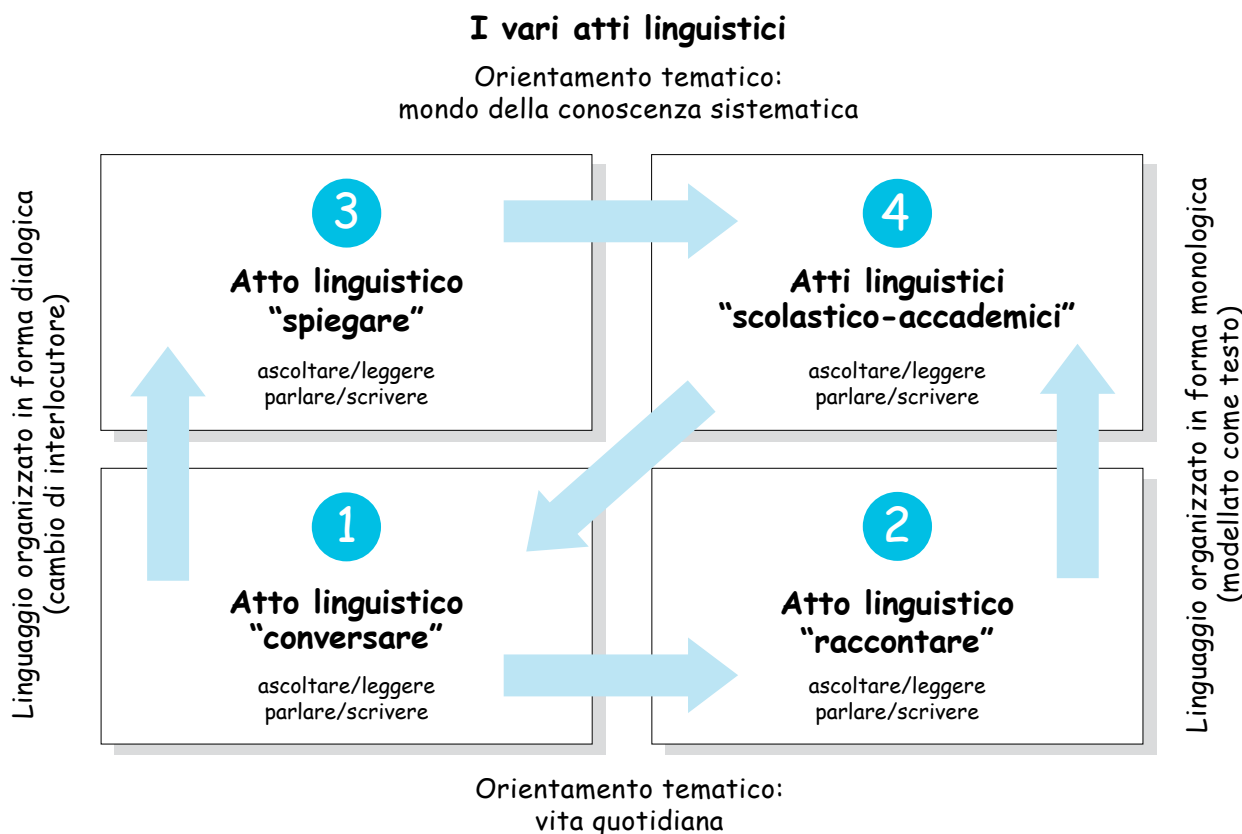 I vari atti linguistici
Orientamento tematico:
mondo della conoscenza sistematica
Linguaggio organizzato in forma dialogica
(cambio di interlocutore)
3
Atto linguistico
“spiegare”
ascoltare/leggere
parlare/scrivere
4
Atti linguistici
“scolastico-accademici”
ascoltare/leggere
parlare/scrivere
1
Atto linguistico
“conversare”
ascoltare/leggere
parlare/scrivere
2
Atto linguistico
“raccontare”
ascoltare/leggere
parlare/scrivere
Linguaggio organizzato in forma monologica
(modellato come testo)
Orientamento tematico:
vita quotidiana